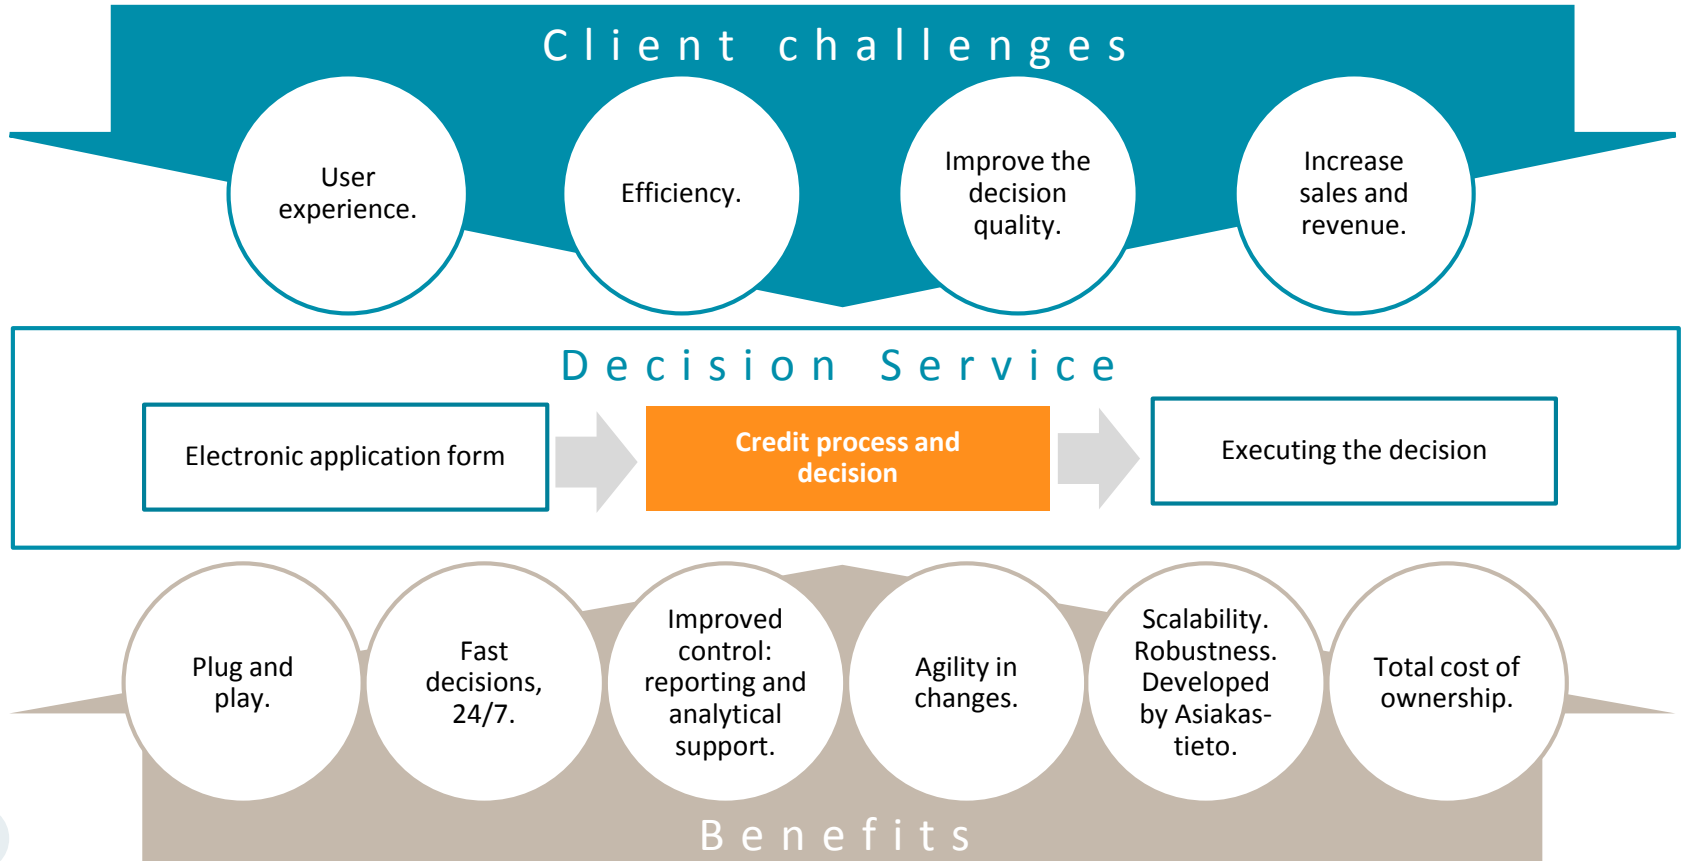 Client challenges
User
experience.
Efficiency.
Improve the
decision
quality.
Increase
sales and
revenue.
Decision Service
Electronic application form
Credit process and
decision
Executing the decision
Plug and
play.
Fast
decisions,
24/7.
Improved
control:
reporting and
analytical
support.
Agility in
changes.
Scalability.
Robustness.
Developed
by Asiakas-
tieto.
Total cost of
ownership.
Benefits